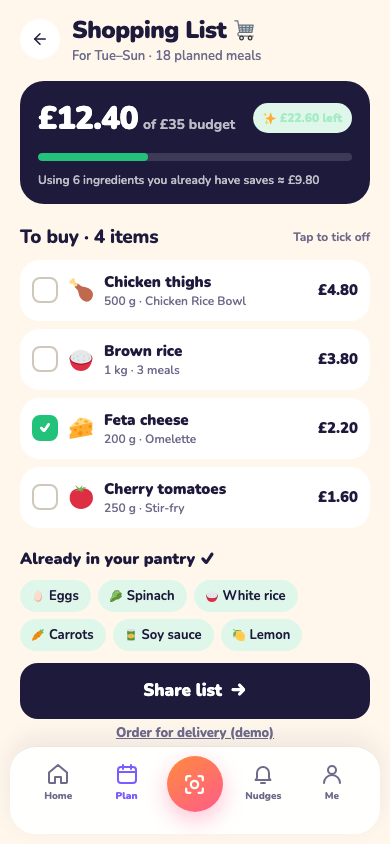 Shopping List
For Tue–Sun · 18 planned meals
£12.40 of £35 budget
£22.60 left
Using 6 ingredients you already have saves ≈ £9.80
To buy · 4 items
Tap to tick off
Chicken thighs
500 g · Chicken Rice Bowl
£4.80
Brown rice
1 kg · 3 meals
£3.80
Feta cheese
200 g · Omelette
£2.20
Cherry tomatoes
250 g · Stir-fry
£1.60
Already in your pantry ✓
Eggs
Spinach
White rice
Carrots
Soy sauce
Lemon
Share list →
Order for delivery (demo)
Home
Plan
Nudges
Me